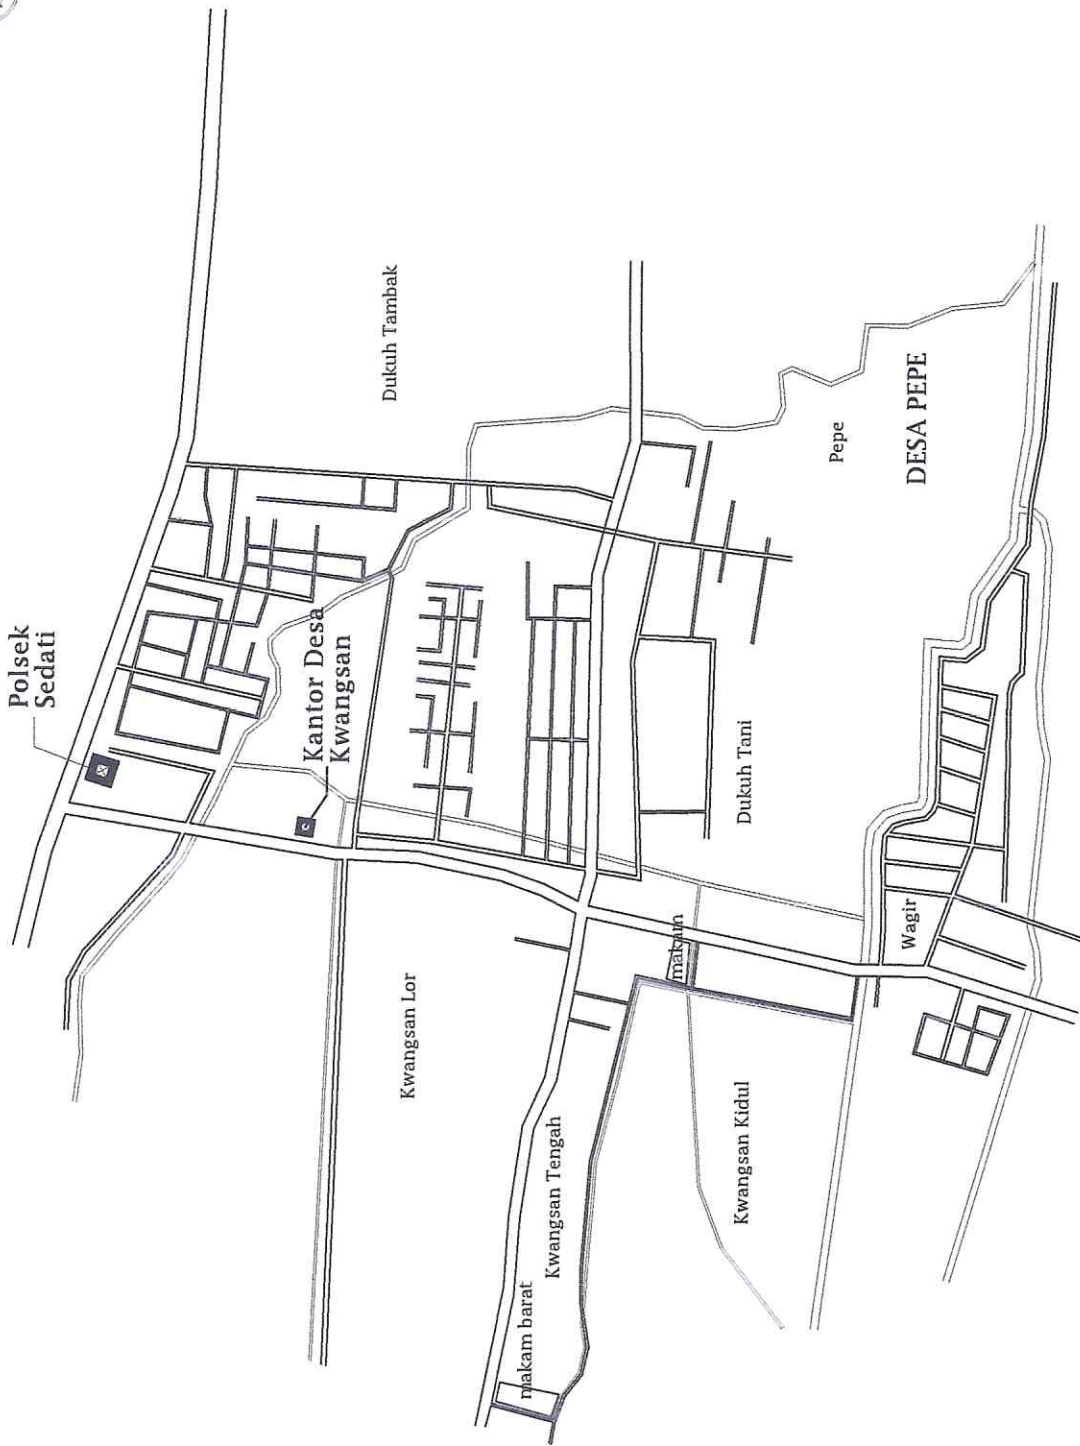 Polsek
Sedati
Kantor Desa
Kwangsan
Dukuh Tambak
Kwangsan Lor
Kwangsan Tengah
makam barat
makam
Kwangsan Kidul
Dukuh Tani
Pepe
DESA PEPE
Wagir